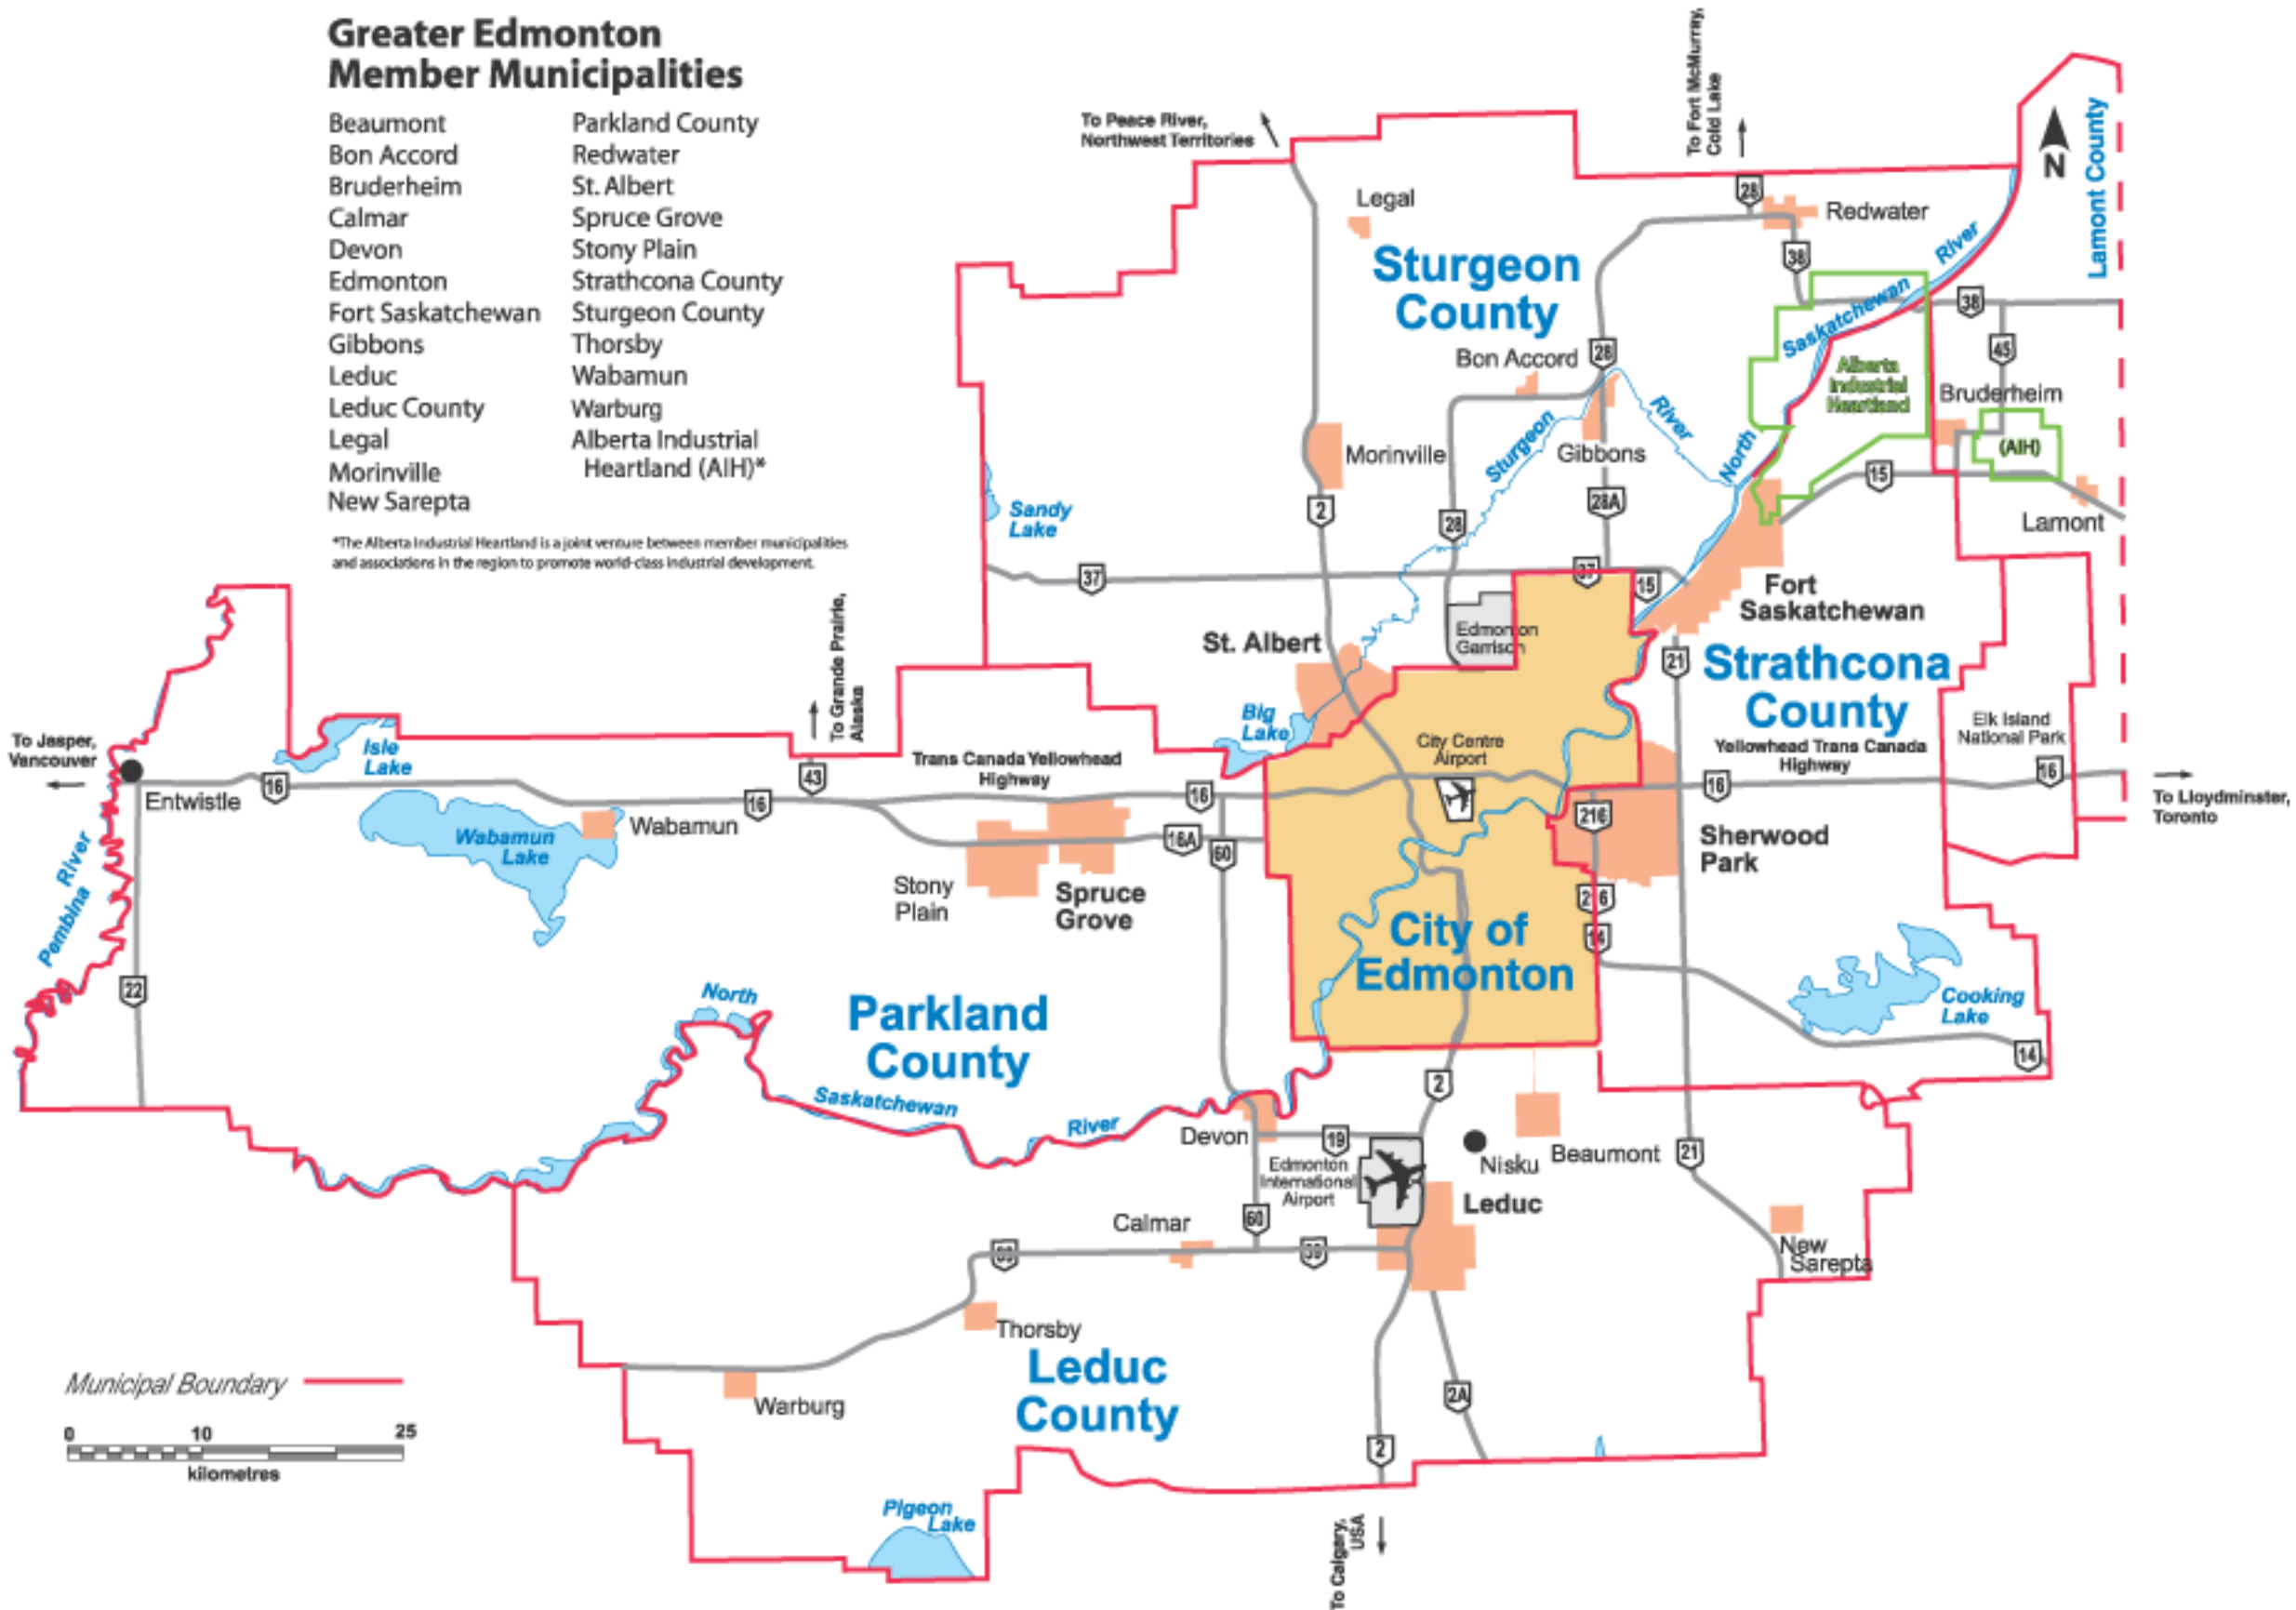 Greater Edmonton
Member Municipalities
Beaumont
Bon Accord
Bruderheim
Calmar
Devon
Edmonton
Fort Saskatchewan
Gibbons
Leduc
Leduc County
Legal
Morinville
New Sarepta
Parkland County
Redwater
St. Albert
Spruce Grove
Stony Plain
Strathcona County
Sturgeon County
Thorsby
Wabamun
Warburg
Alberta Industrial
Heartland (AIH)*
*The Alberta Industrial Heartland is a joint venture between member municipalities
and associations in the region to promote world-class industrial development.
To Peace River,
Northwest Territories
To Fort McMurray,
Cold Lake
N
Lamont County
Legal
28
Redwater
Sturgeon
County
38
River
Saskatchewan
38
Bon Accord
28
45
Alberta
Industrial
Heartland
Bruderheim
(AIH)
Morinville
Sturgeon
River
Gibbons
North
15
Sandy
Lake
2
28
28A
Lamont
37
37
15
Fort
Saskatchewan
Edmonton
Garrison
St. Albert
21
Strathcona
County
To Grande Prairie,
Alaska
Big
Lake
City Centre
Airport
Elk Island
National Park
To Jasper,
Vancouver
Isle
Lake
Trans Canada Yellowhead
Highway
Yellowhead Trans Canada
Highway
16
43
16
16
16
16
To Lloydminster,
Toronto
Entwistle
Wabamun
Lake
Wabamun
216
16A
60
Sherwood
Park
Stony
Plain
Spruce
Grove
216
14
River
Pembina
22
City of
Edmonton
Cooking
Lake
North
Parkland
County
14
Saskatchewan
River
2
Devon
19
Nisku
Beaumont
21
Edmonton
International
Airport
Leduc
Calmar
60
39
39
New
Sarepta
Thorsby
Leduc
County
Warburg
2A
2
Municipal Boundary
0
10
25
kilometres
Pigeon
Lake
To Calgary,
USA